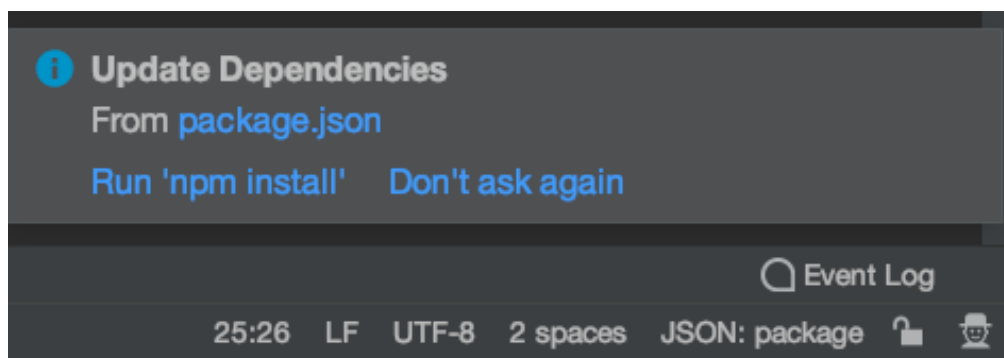 Update Dependencies
From package.json
Run 'npm install' Don't ask again
Event Log
25:26 LF UTF-8 2 spaces JSON: package